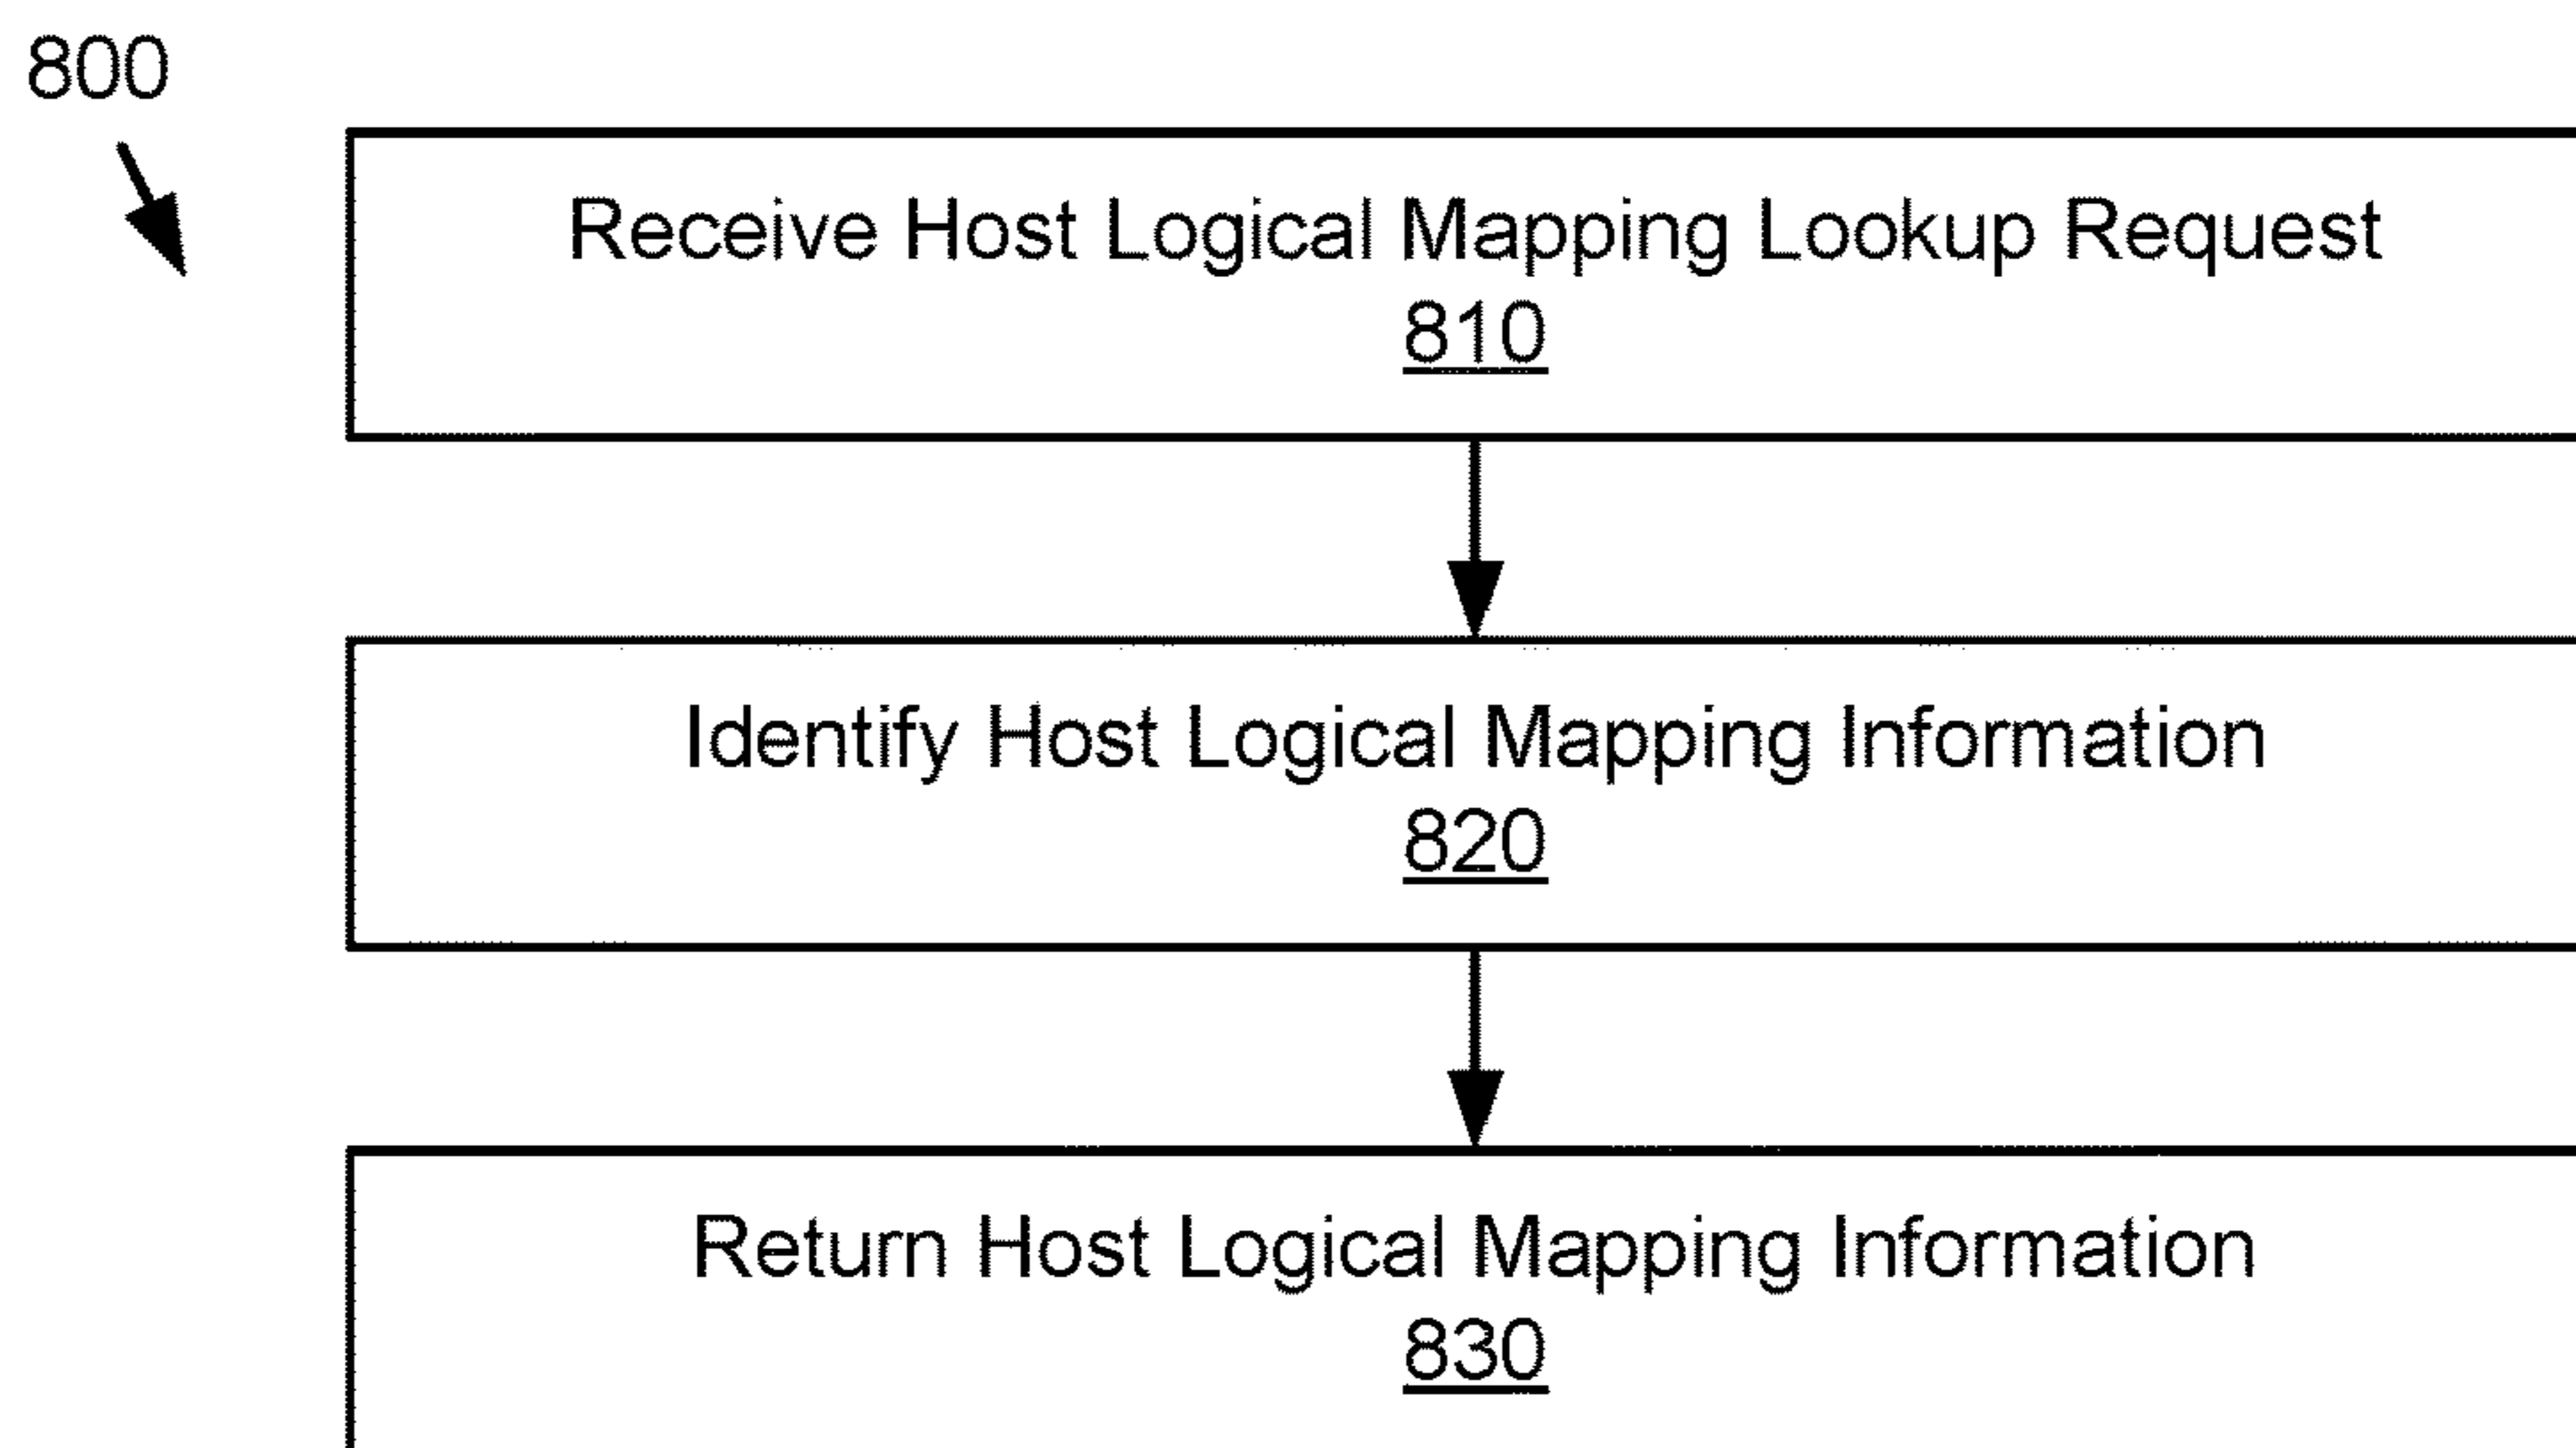 800
Receive Host Logical Mapping Lookup Request
810
Identify Host Logical Mapping Information
820
Return Host Logical Mapping Information
830